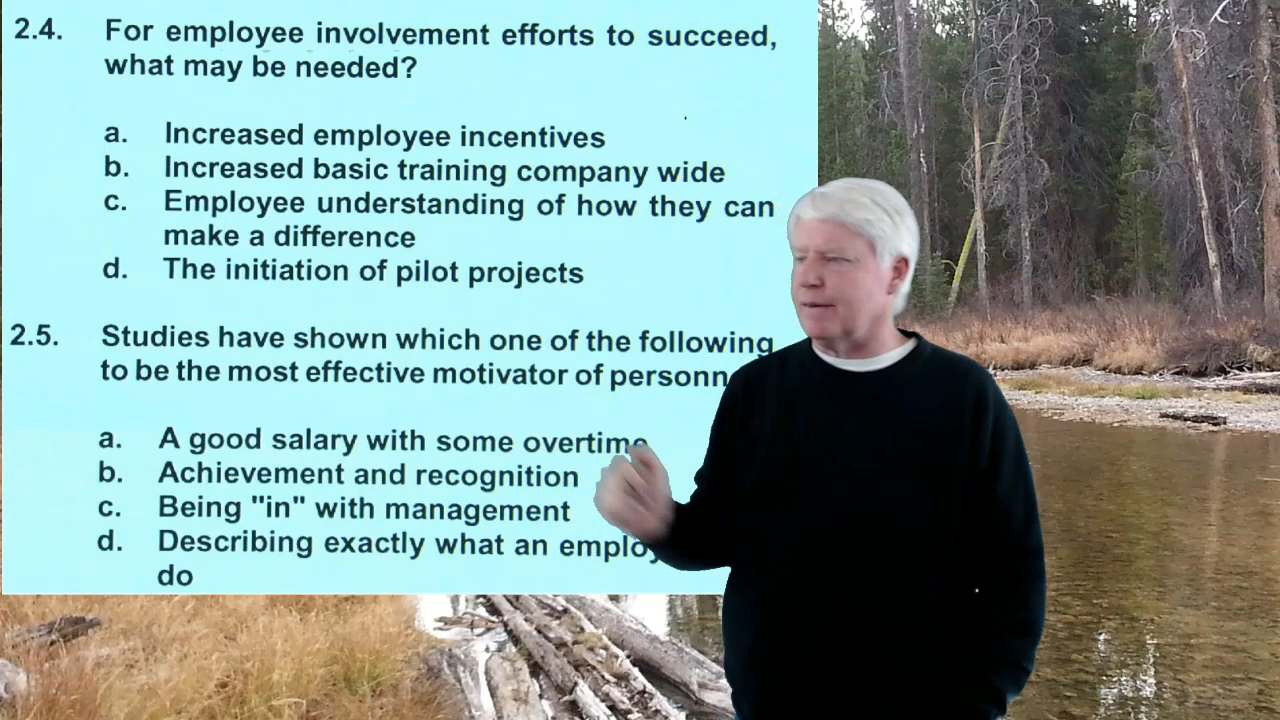 2.4. For employee involvement efforts to succeed,
what may be needed?
a. Increased employee incentives
b. Increased basic training company wide
c. Employee understanding of how they can
make a difference
d. The initiation of pilot projects
2.5. Studies have shown which one of the following
to be the most effective motivator of
a. A good salary with some overtime
b. Achievement and recognition
c. Being "in" with management
d. Describing exactly what an
do